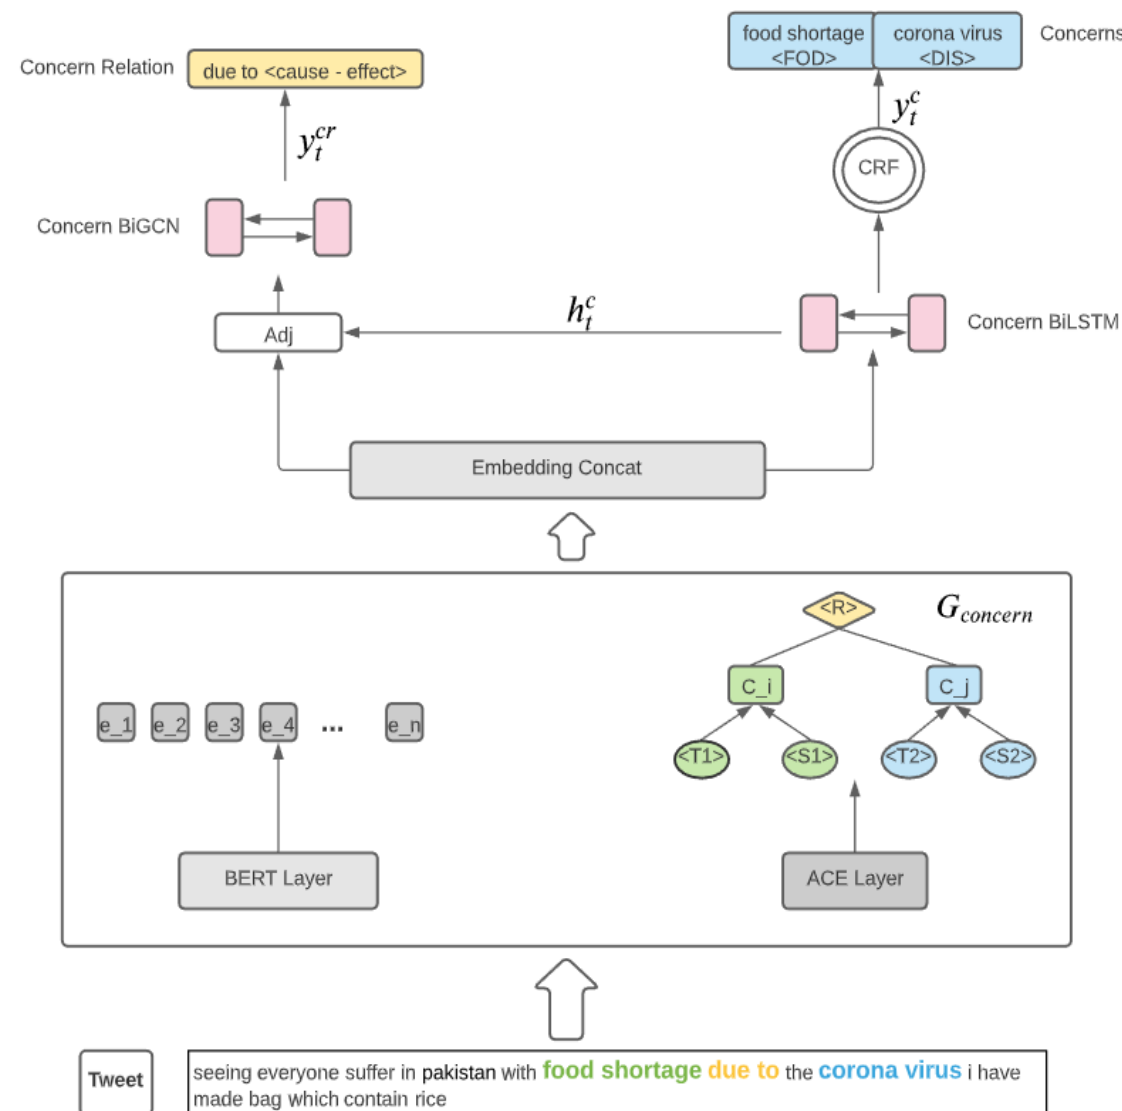 food shortage corona virus Concerns
<FOD> <DIS>
Concern Relation due to <cause - effect>
y_t^c
y_t^{cr}
CRF
Concern BiGCN
h_t^c
Adj
Concern BiLSTM
Embedding Concat
<R> G_{concern}
C_i C_j
e_1 e_2 e_3 e_4 ... e_n
<T1> <S1> <T2> <S2>
BERT Layer ACE Layer
Tweet
seeing everyone suffer in pakistan with food shortage due to the corona virus i have
made bag which contain rice